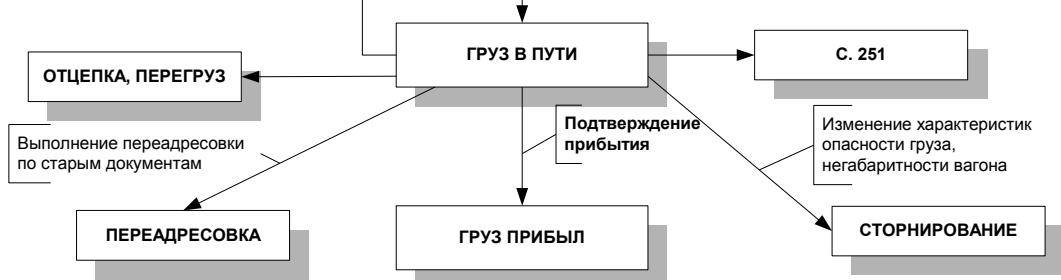 ГРУЗ В ПУТИ
С. 251
ОТЦЕПКА, ПЕРЕГРУЗ
Выполнение переадресовки
по старым документам
Подтверждение
прибытия
Изменение характеристик
опасности груза,
негабаритности вагона
ПЕРЕАДРЕСОВКА
ГРУЗ ПРИБЫЛ
СТОРНИРОВАНИЕ